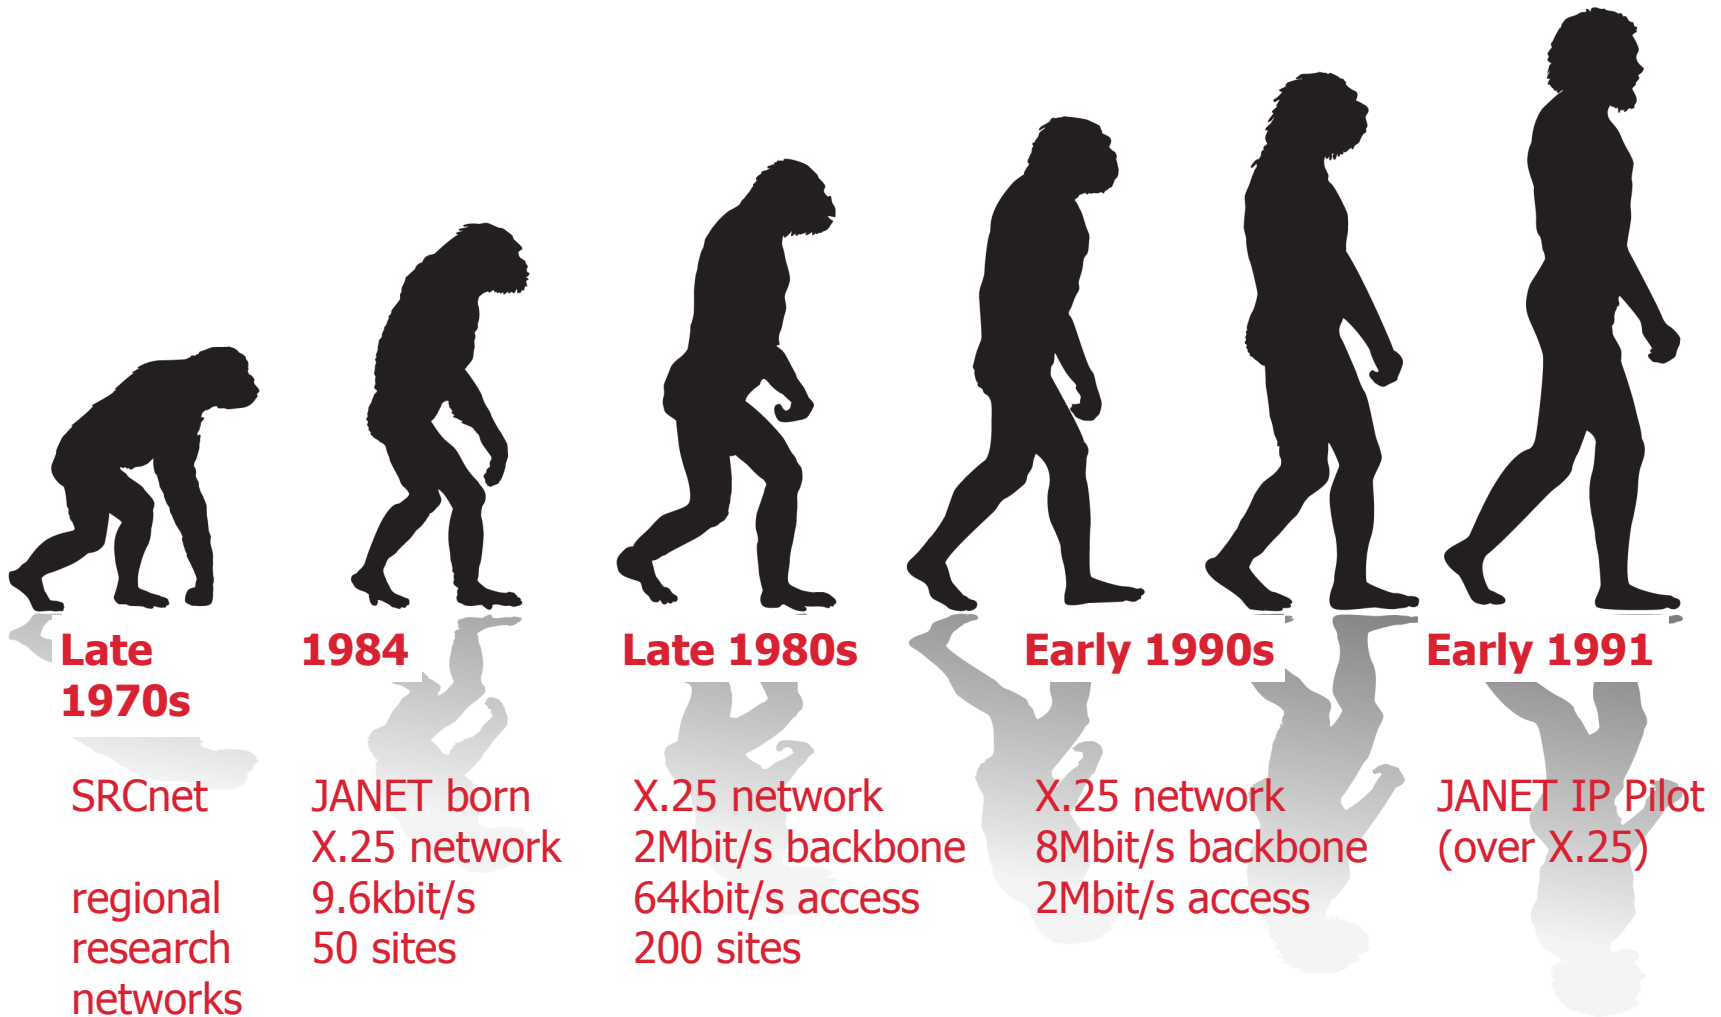 Late
1970s
SRCnet
regional
research
networks
1984
JANET born
X.25 network
9.6kbit/s
50 sites
Late 1980s
X.25 network
2Mbit/s backbone
64kbit/s access
200 sites
Early 1990s
X.25 network
8Mbit/s backbone
2Mbit/s access
Early 1991
JANET IP Pilot
(over X.25)